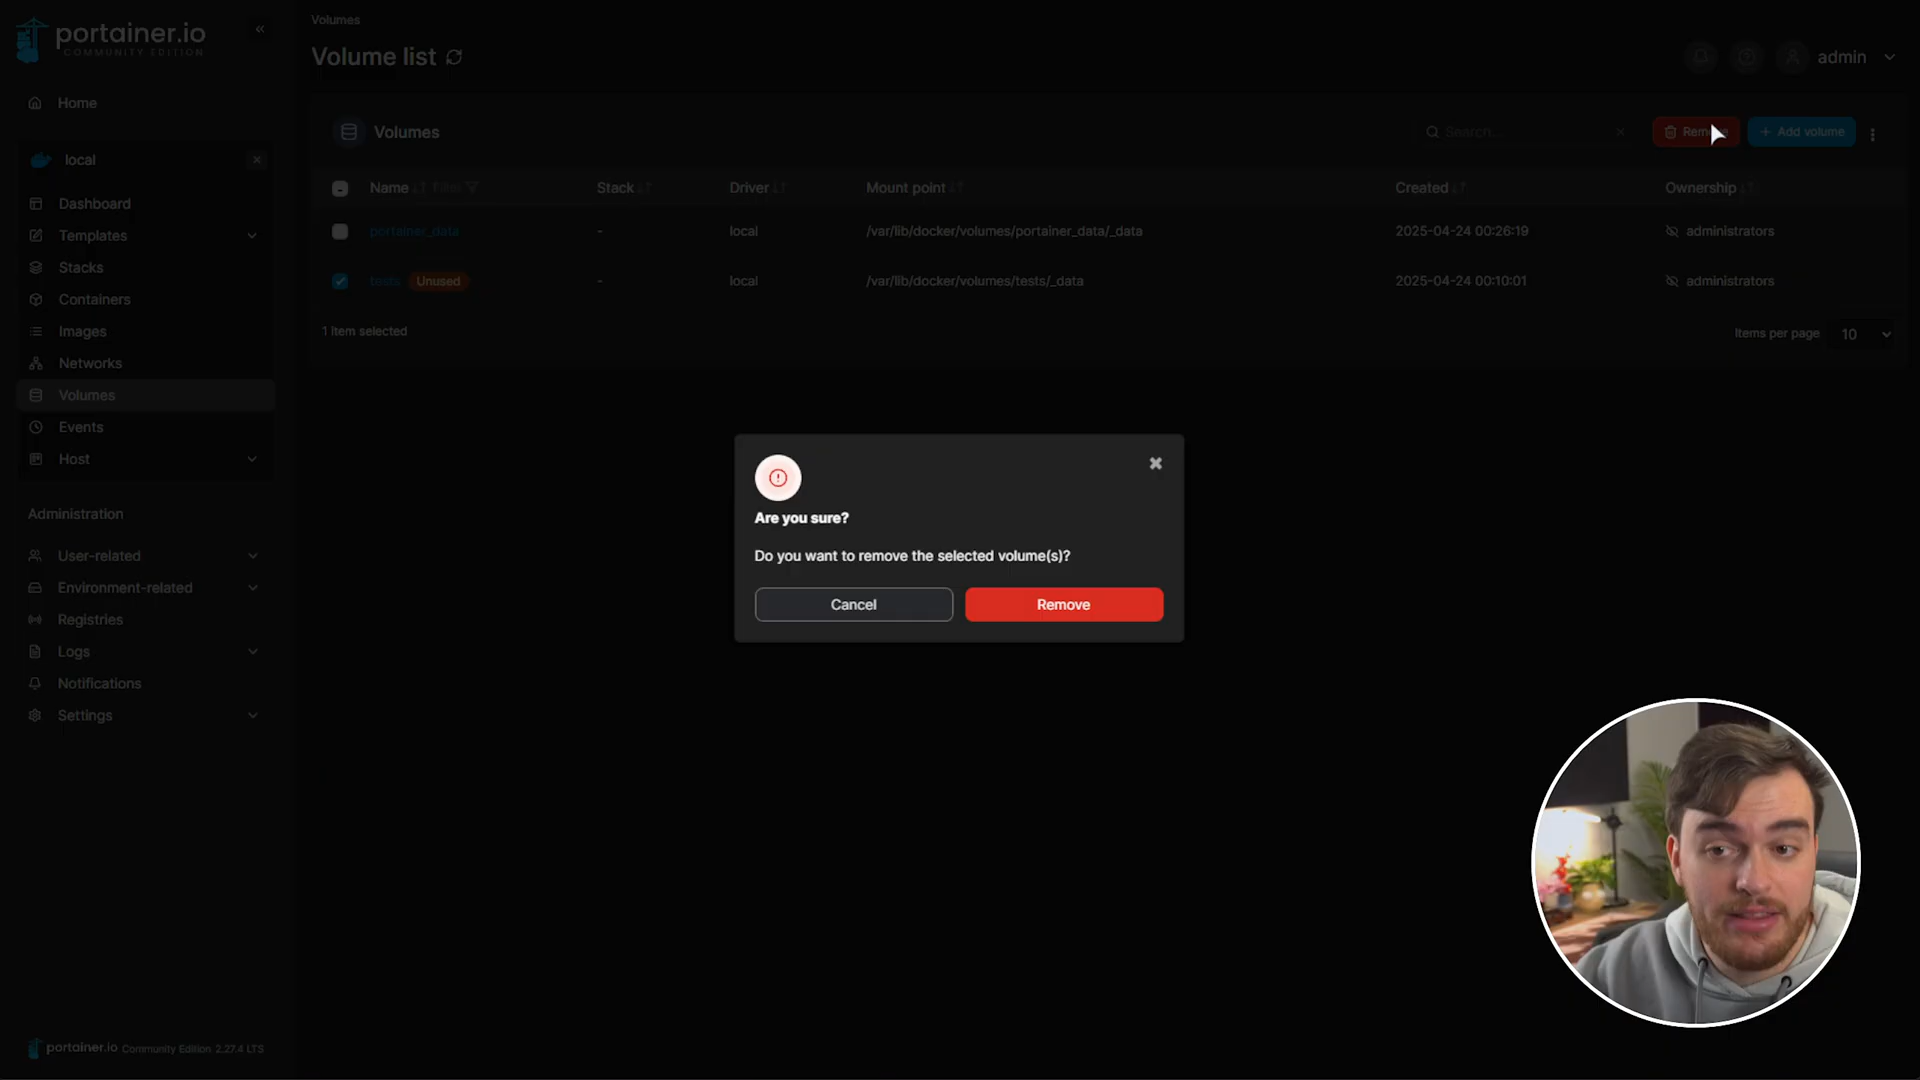 portainer.io
COMMUNITY EDITION
Home
local
Dashboard
Templates
Stacks
Containers
Images
Networks
Volumes
Events
Host
Administration
User-related
Environment-related
Registries
Logs
Notifications
Settings
portainer.io Community Edition 2.27.4 LTS
Volumes
Volume list
admin
Volumes
Search...
Remove
Add volume
Name Filter Stack Driver Mount point Created Ownership
portainer_data - local /var/lib/docker/volumes/portainer_data/_data 2025-04-24 00:26:19 administrators
tests Unused - local /var/lib/docker/volumes/tests/_data 2025-04-24 00:10:01 administrators
1 item selected
Items per page 10
Are you sure?
Do you want to remove the selected volume(s)?
Cancel
Remove